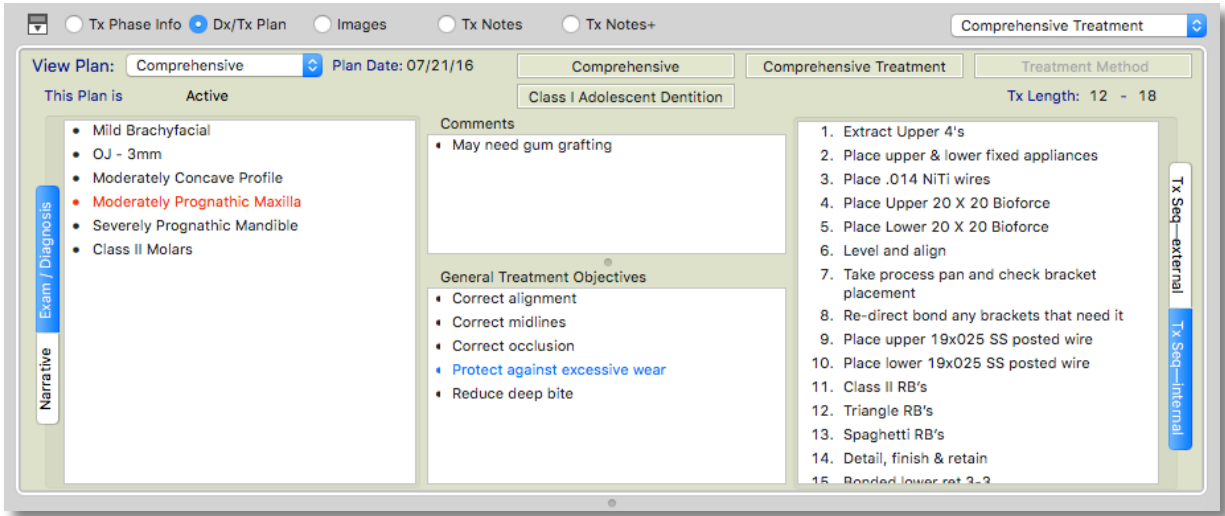 Tx Phase Info Dx/Tx Plan Images Tx Notes Tx Notes+ Comprehensive Treatment
View Plan: Comprehensive Plan Date: 07/21/16 Comprehensive Comprehensive Treatment Treatment Method
This Plan is Active Class I Adolescent Dentition Tx Length: 12 - 18
Exam / Diagnosis
Narrative
• Mild Brachyfacial
• OJ - 3mm
• Moderately Concave Profile
• Moderately Prognathic Maxilla
• Severely Prognathic Mandible
• Class II Molars
Comments
May need gum grafting
General Treatment Objectives
Correct alignment
Correct midlines
Correct occlusion
Protect against excessive wear
Reduce deep bite
1. Extract Upper 4's
2. Place upper & lower fixed appliances
3. Place .014 NiTi wires
4. Place Upper 20 X 20 Bioforce
5. Place Lower 20 X 20 Bioforce
6. Level and align
7. Take process pan and check bracket
placement
8. Re-direct bond any brackets that need it
9. Place upper 19x025 SS posted wire
10. Place lower 19x025 SS posted wire
11. Class II RB's
12. Triangle RB's
13. Spaghetti RB's
14. Detail, finish & retain
15. Bonded lower ret 3-3
Tx Seq—external
Tx Seq—internal